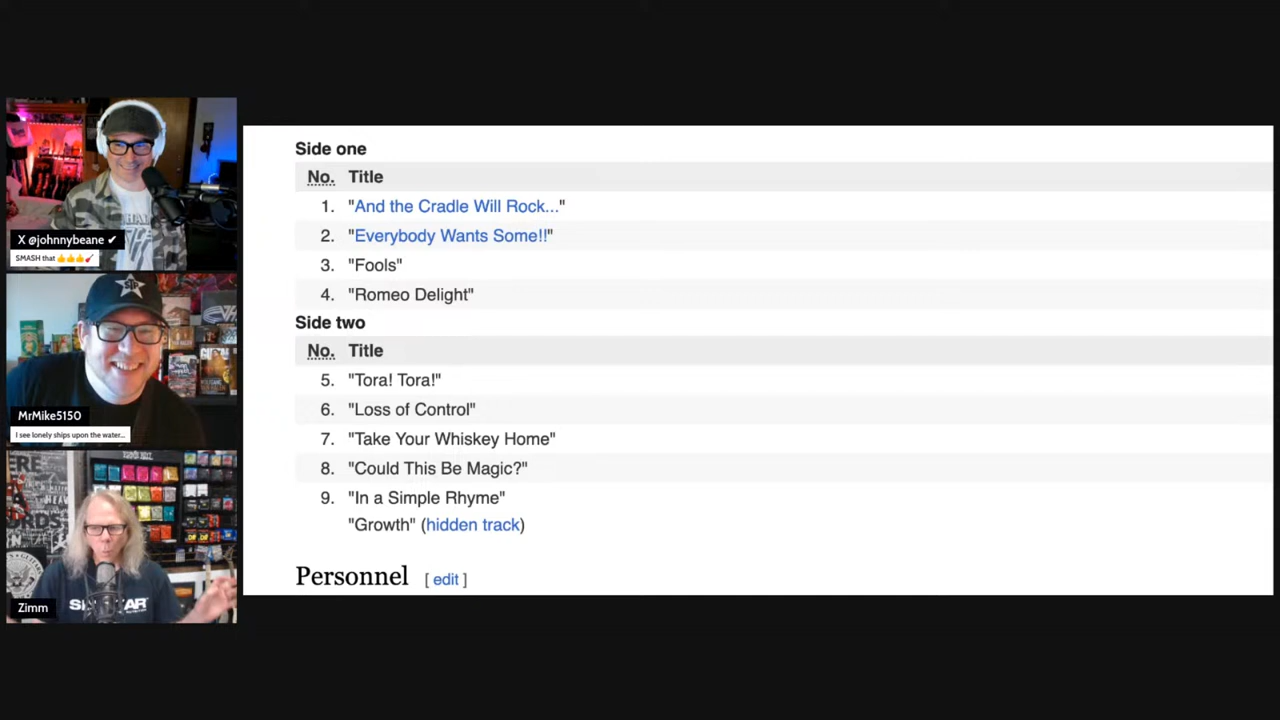 X @johnnybeane ✔
SMASH that 👍👍👍🎸
MrMike5150
I see lonely ships upon the water...
Zimm
Side one
No. Title
1. "And the Cradle Will Rock..."
2. "Everybody Wants Some!!"
3. "Fools"
4. "Romeo Delight"
Side two
No. Title
5. "Tora! Tora!"
6. "Loss of Control"
7. "Take Your Whiskey Home"
8. "Could This Be Magic?"
9. "In a Simple Rhyme"
"Growth" (hidden track)
Personnel [ edit ]